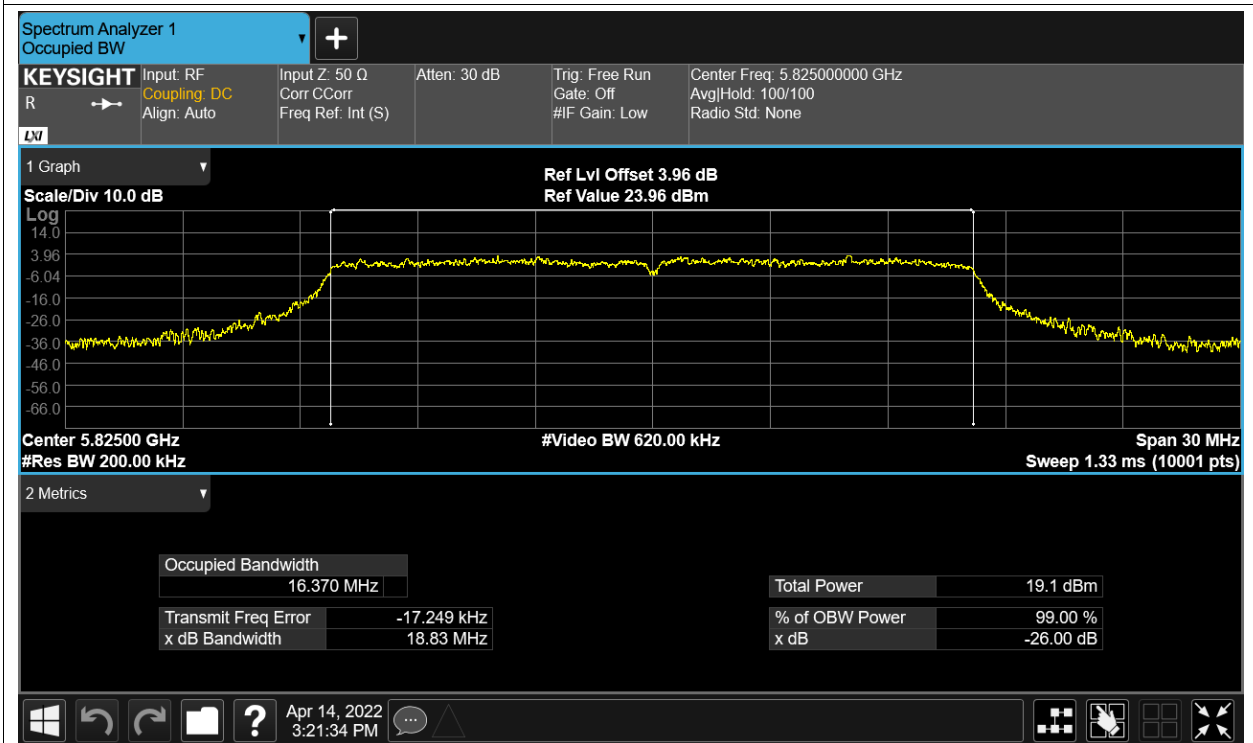 Spectrum Analyzer 1
Occupied BW
KEYSIGHT
R
LXI
Input: RF
Coupling: DC
Align: Auto
Input Z: 50 Ω
Corr CCorr
Freq Ref: Int (S)
Atten: 30 dB
Trig: Free Run
Gate: Off
#IF Gain: Low
Center Freq: 5.825000000 GHz
Avg|Hold: 100/100
Radio Std: None
1 Graph
Scale/Div 10.0 dB
Ref Lvl Offset 3.96 dB
Ref Value 23.96 dBm
Log
14.0
3.96
-6.04
-16.0
-26.0
-36.0
-46.0
-56.0
-66.0
Center 5.82500 GHz
#Res BW 200.00 kHz
#Video BW 620.00 kHz
Span 30 MHz
Sweep 1.33 ms (10001 pts)
2 Metrics
Occupied Bandwidth
16.370 MHz
Transmit Freq Error -17.249 kHz
x dB Bandwidth 18.83 MHz
Total Power 19.1 dBm
% of OBW Power 99.00 %
x dB -26.00 dB
?
Apr 14, 2022
3:21:34 PM